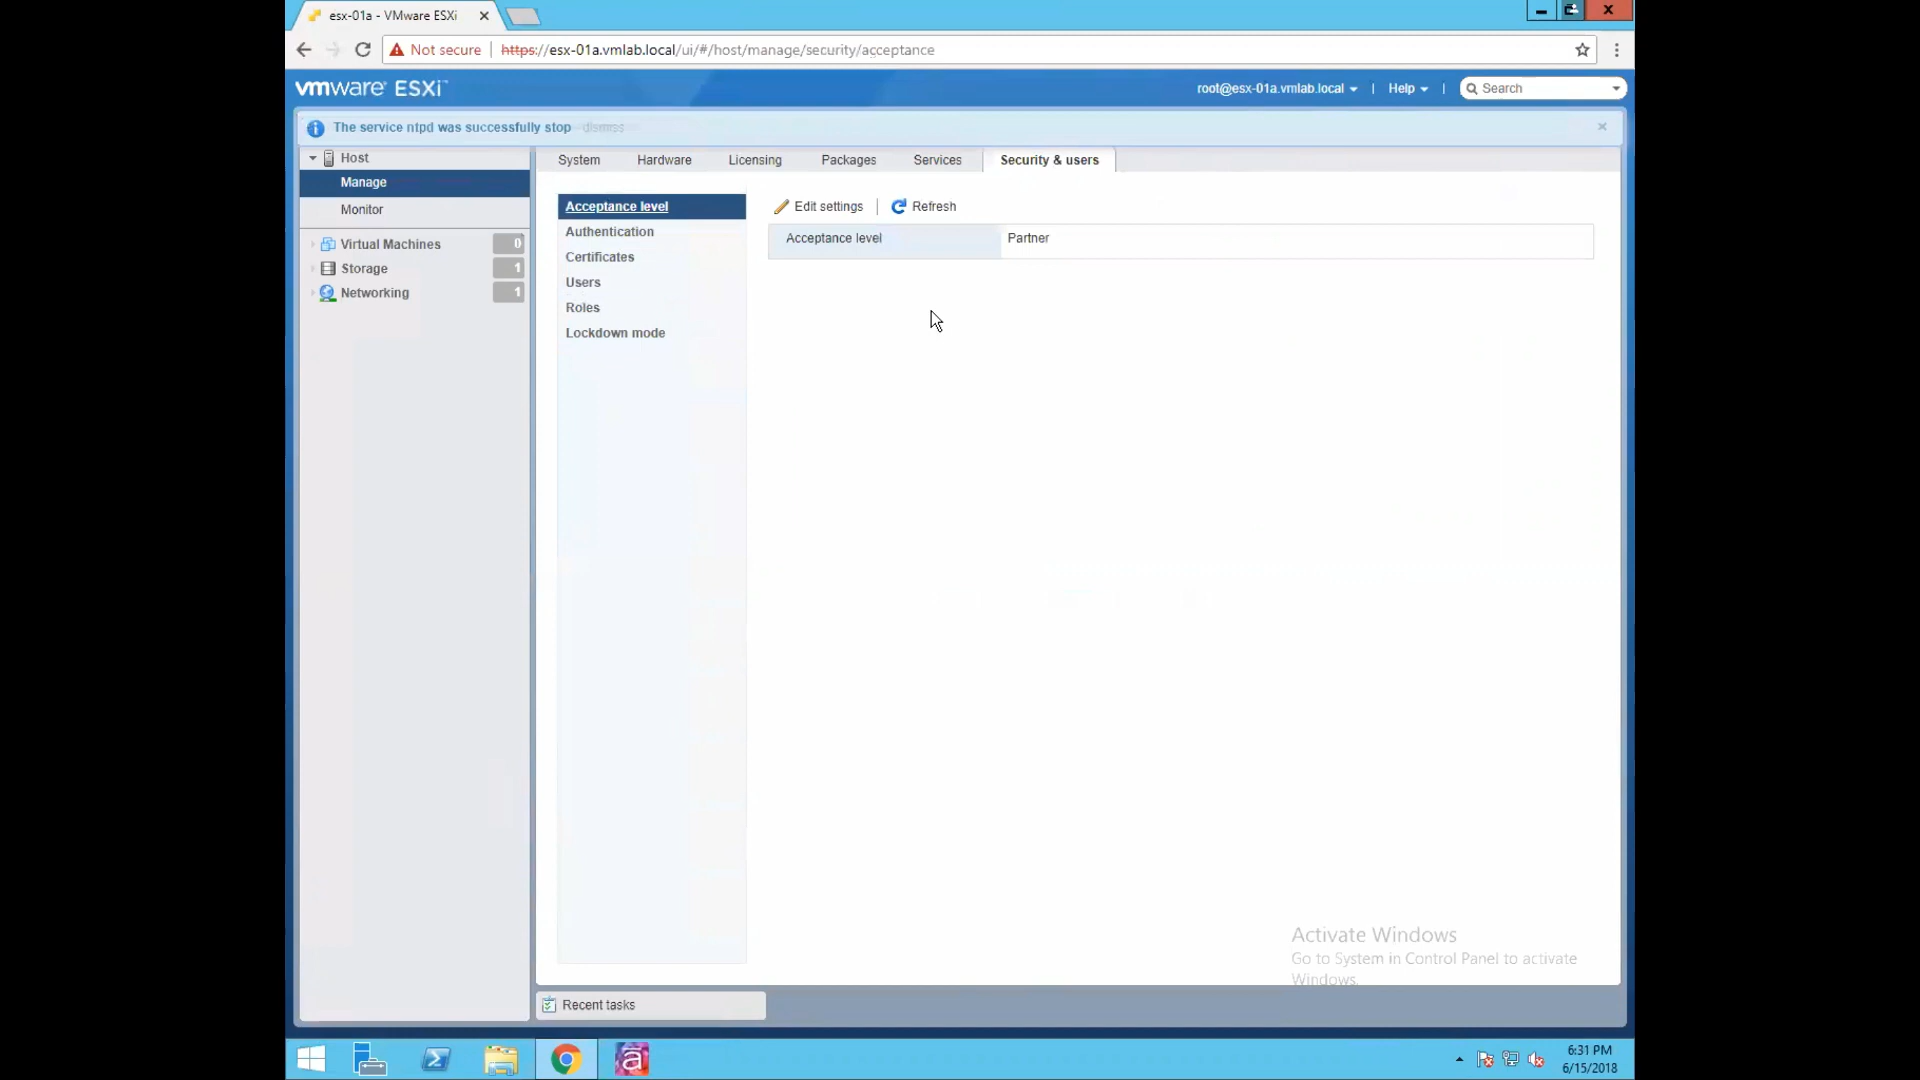 esx-01a - VMware ESXi
Not secure | https://esx-01a.vmlab.local/ui/#/host/manage/security/acceptance
vmware ESXi™
root@esx-01a.vmlab.local | Help | Search
The service ntpd was successfully stop dismiss
Host
Manage
Monitor
Virtual Machines 0
Storage 1
Networking 1
System Hardware Licensing Packages Services Security & users
Acceptance level
Authentication
Certificates
Users
Roles
Lockdown mode
Edit settings | Refresh
Acceptance level Partner
Activate Windows
Go to System in Control Panel to activate
Windows.
Recent tasks
6:31 PM
6/15/2018